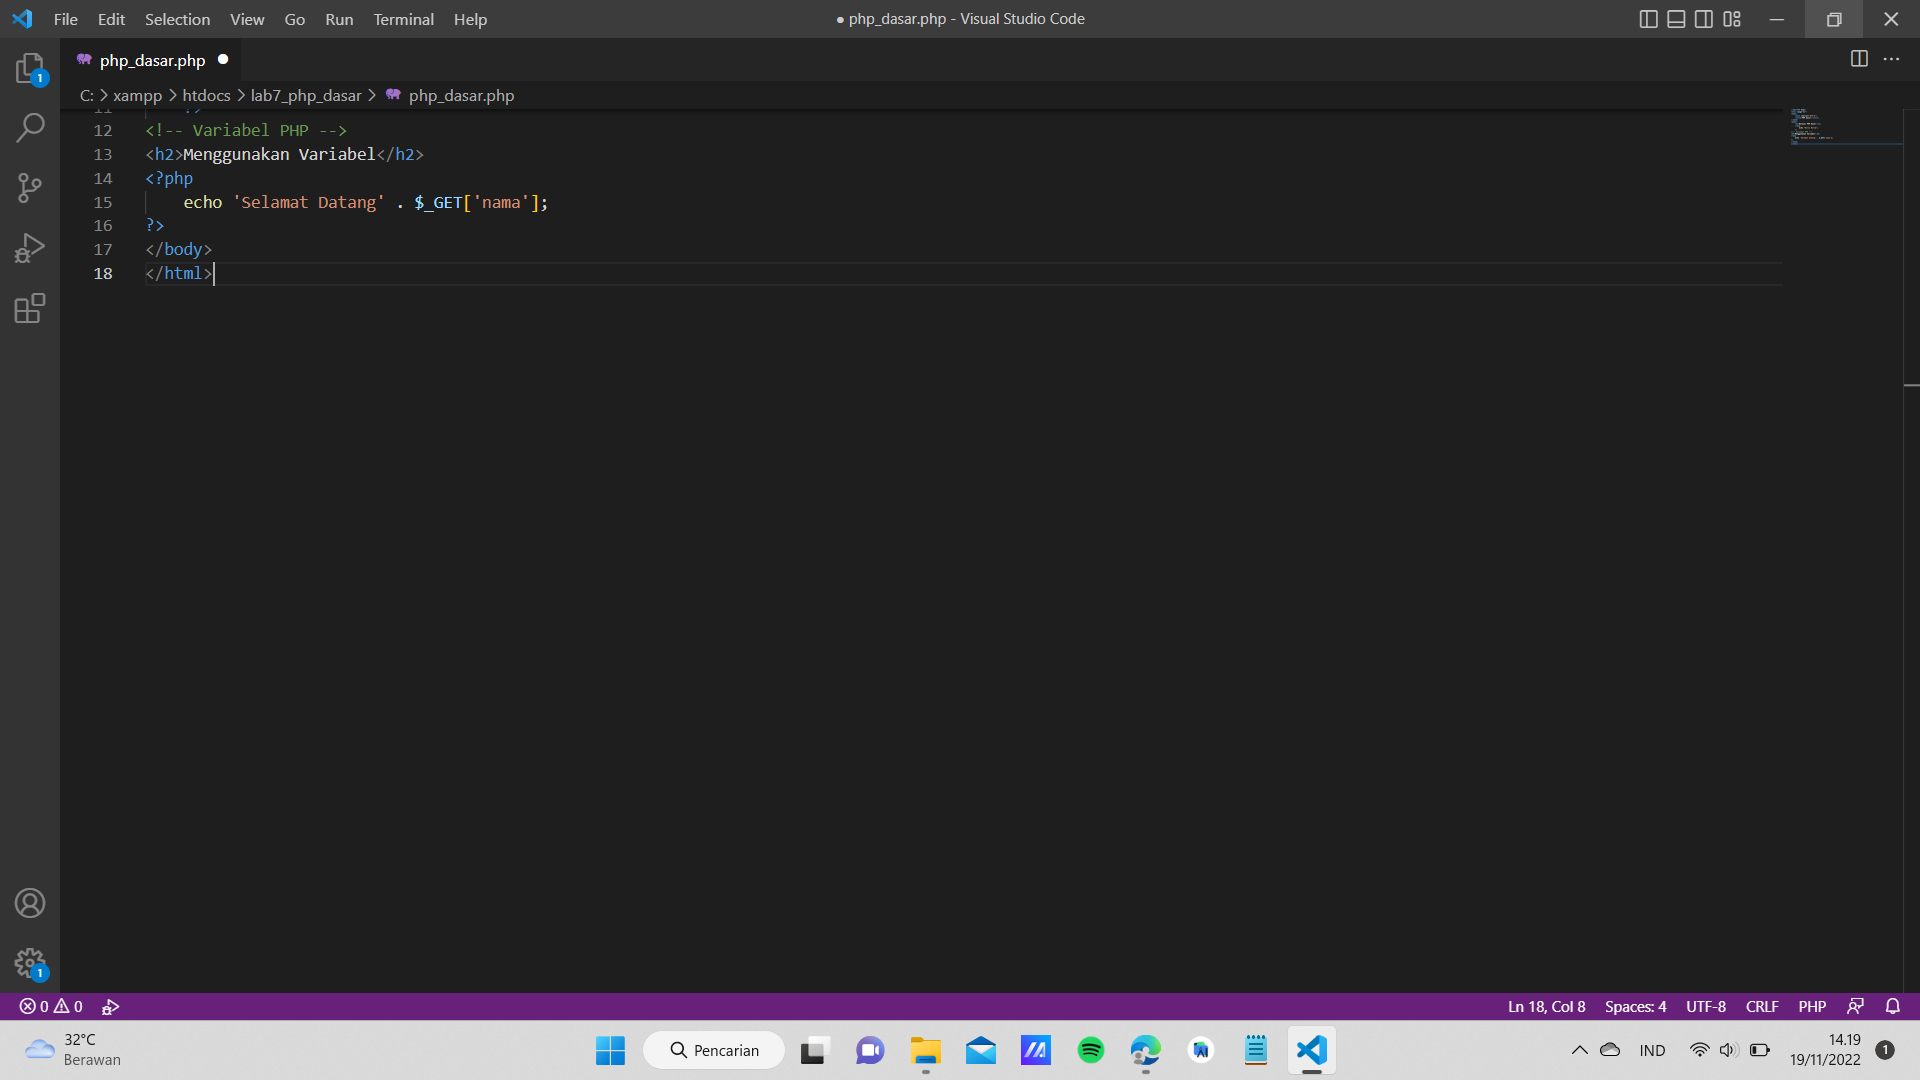 File Edit Selection View Go Run Terminal Help
● php_dasar.php - Visual Studio Code
1
php_dasar.php
C: > xampp > htdocs > lab7_php_dasar > php_dasar.php
11 ?>
12 <!-- Variabel PHP -->
13 <h2>Menggunakan Variabel</h2>
14 <?php
15 echo 'Selamat Datang' . $_GET['nama'];
16 ?>
17 </body>
18 </html>
1
0 0
Ln 18, Col 8 Spaces: 4 UTF-8 CRLF PHP
32°C
Berawan
Pencarian
IND
14.19
19/11/2022
1